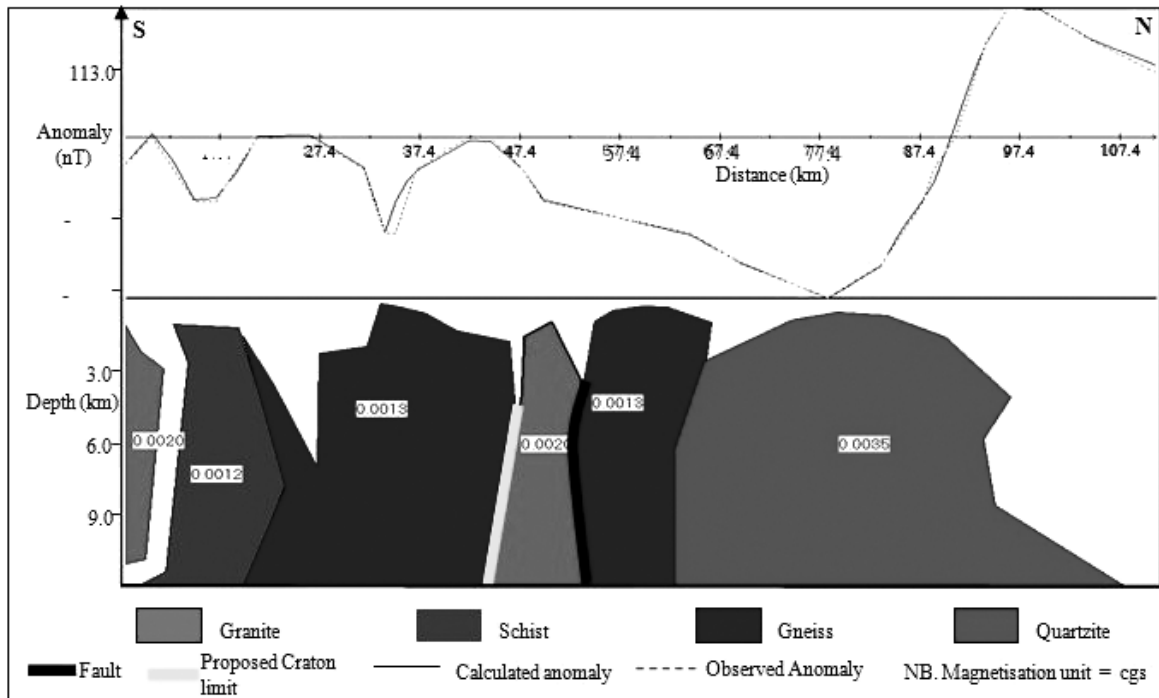 S N
113.0
Anomaly
(nT)
27.4 37.4 47.4 57.4 67.4 77.4 87.4 97.4 107.4
Distance (km)
-
-
3.0
Depth (km)
6.0
9.0
0.0020
0.0012
0.0013
0.0020
0.0013
0.0035
Granite Schist Gneiss Quartzite
Fault Proposed Craton limit Calculated anomaly Observed Anomaly NB. Magnetisation unit = cgs